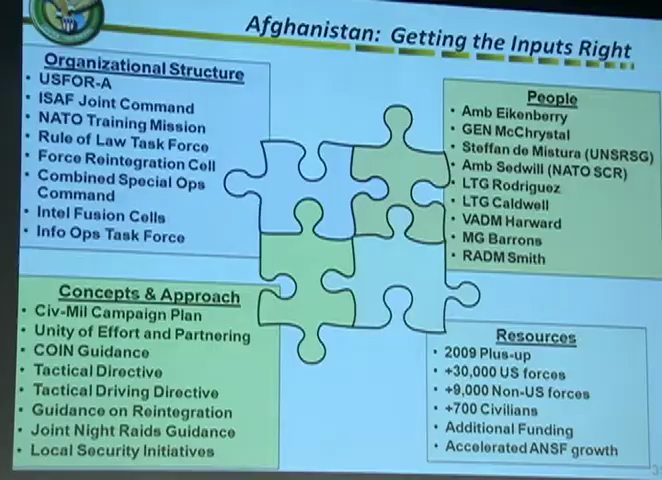 Afghanistan: Getting the Inputs Right
Organizational Structure
• USFOR-A
• ISAF Joint Command
• NATO Training Mission
• Rule of Law Task Force
• Force Reintegration Cell
• Combined Special Ops
Command
• Intel Fusion Cells
• Info Ops Task Force
People
• Amb Eikenberry
• GEN McChrystal
• Steffan de Mistura (UNSRSG)
• Amb Sedwill (NATO SCR)
• LTG Rodriguez
• LTG Caldwell
• VADM Harward
• MG Barrons
• RADM Smith
Concepts & Approach
• Civ-Mil Campaign Plan
• Unity of Effort and Partnering
• COIN Guidance
• Tactical Directive
• Tactical Driving Directive
• Guidance on Reintegration
• Joint Night Raids Guidance
• Local Security Initiatives
Resources
• 2009 Plus-up
• +30,000 US forces
• +9,000 Non-US forces
• +700 Civilians
• Additional Funding
• Accelerated ANSF growth